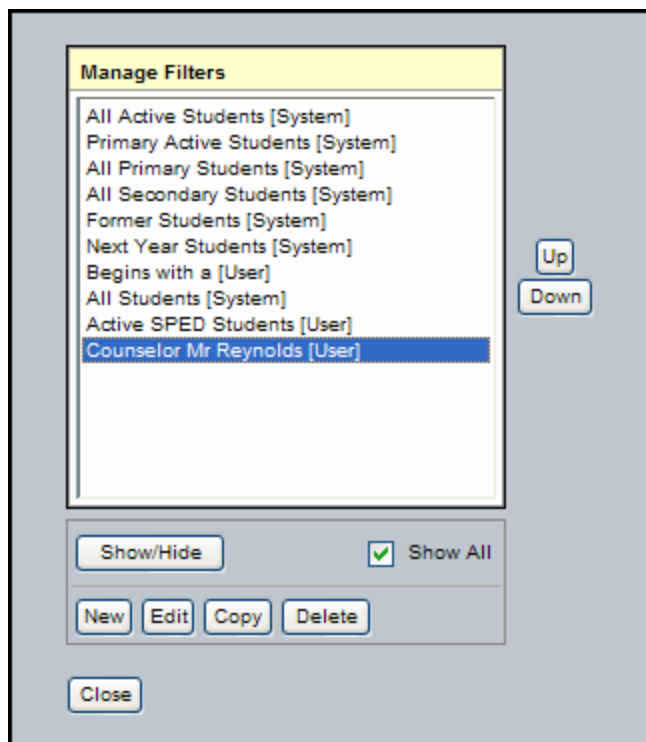 Manage Filters
All Active Students [System]
Primary Active Students [System]
All Primary Students [System]
All Secondary Students [System]
Former Students [System]
Next Year Students [System]
Begins with a [User]
All Students [System]
Active SPED Students [User]
Counselor Mr Reynolds [User]
Up
Down
Show/Hide
Show All
New Edit Copy Delete
Close